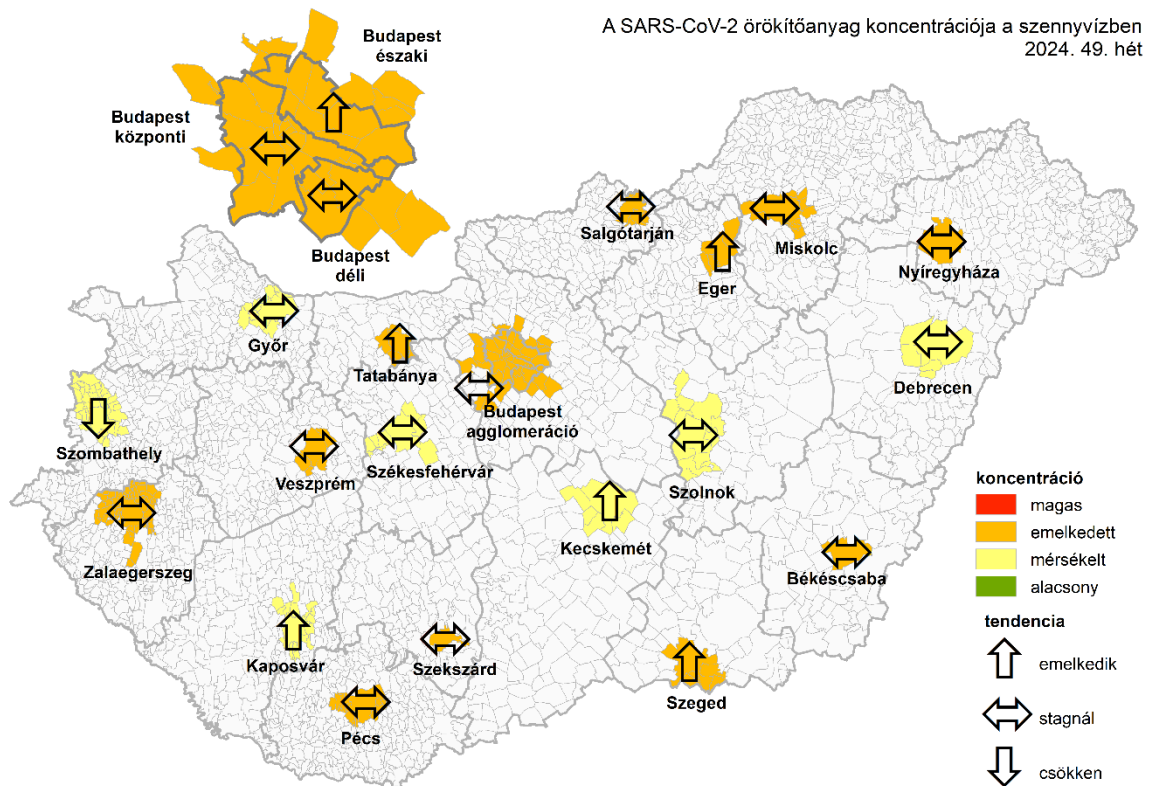 A SARS-CoV-2 örökítőanyag koncentrációja a szennyvízben
2024. 49. hét
Budapest
északi
Budapest
központi
Budapest
déli
Salgótarján
Miskolc
Eger
Nyíregyháza
Győr
Tatabánya
Budapest
agglomeráció
Debrecen
Szombathely
Veszprém
Székesfehérvár
Szolnok
Zalaegerszeg
Kecskemét
Békéscsaba
Kaposvár
Szekszárd
Szeged
Pécs
koncentráció
magas
emelkedett
mérsékelt
alacsony
tendencia
emelkedik
stagnál
csökken